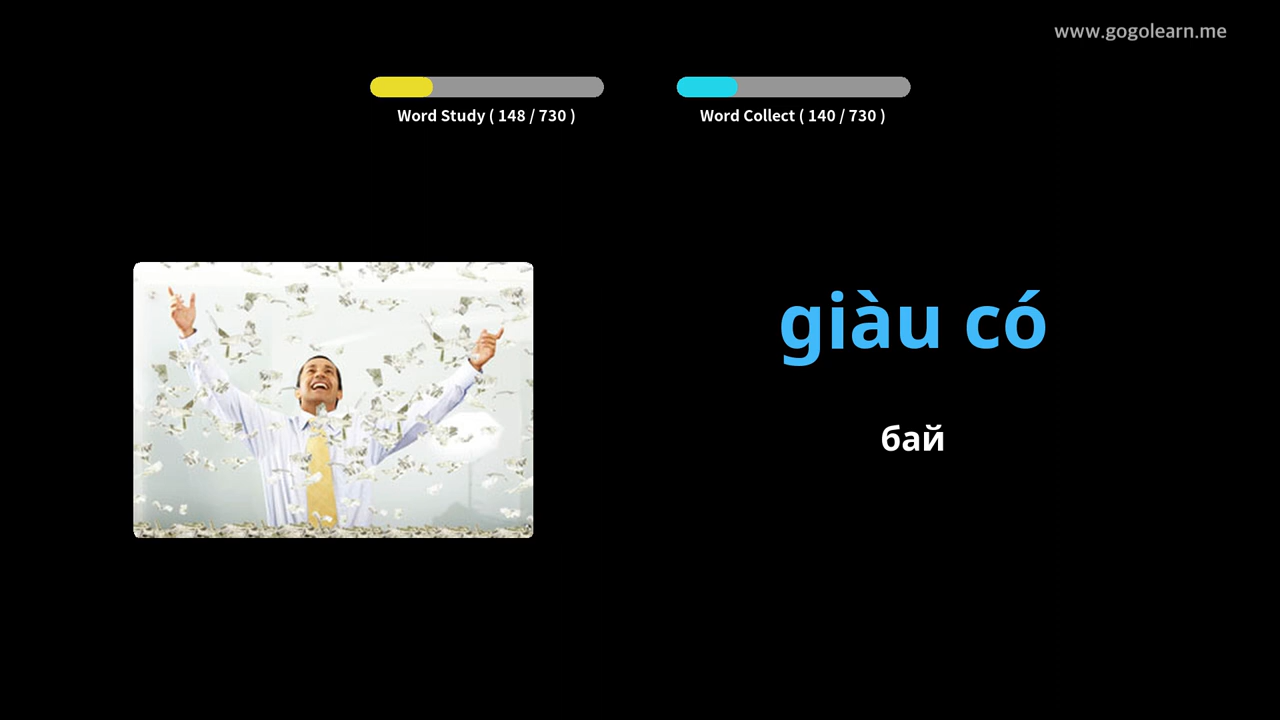 www.gogolearn.me
Word Study ( 148 / 730 )
Word Collect ( 140 / 730 )
giàu có
бай